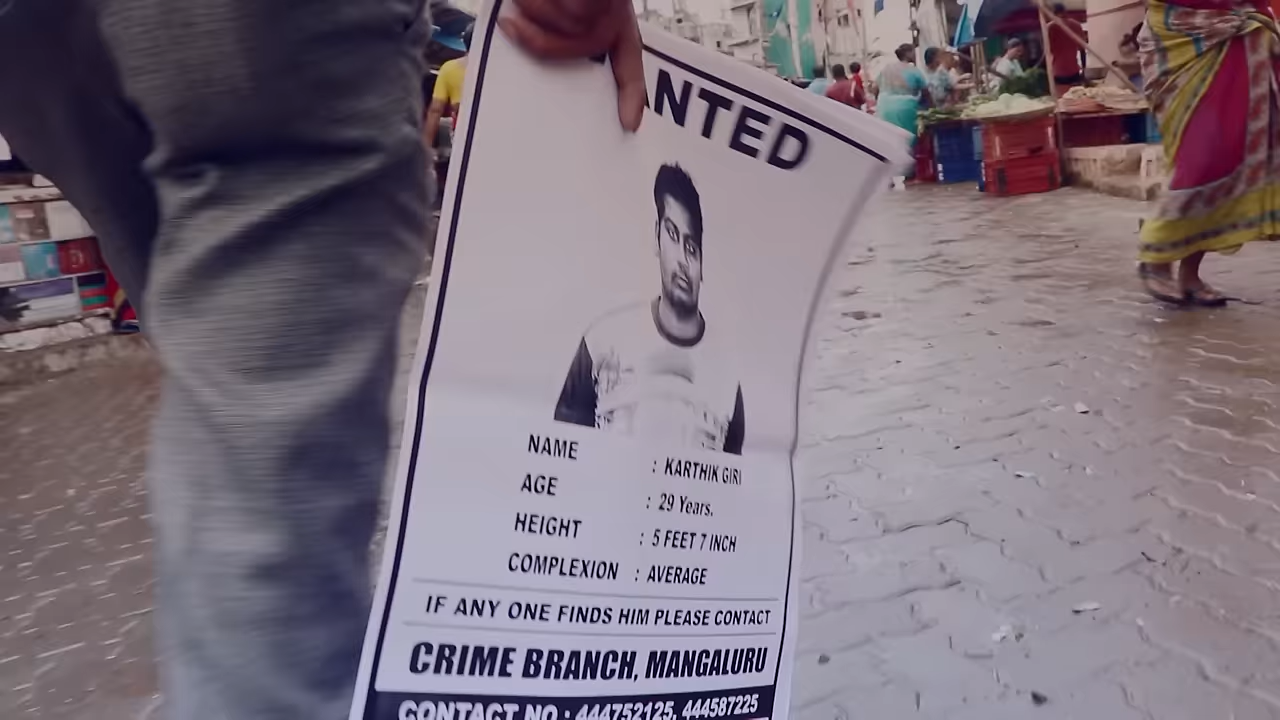 ANTED
NAME : KARTHIK GIRI
AGE : 29 Years.
HEIGHT : 5 FEET 7 INCH
COMPLEXION : AVERAGE
IF ANY ONE FINDS HIM PLEASE CONTACT
CRIME BRANCH, MANGALURU
CONTACT NO : 444752125, 444587225